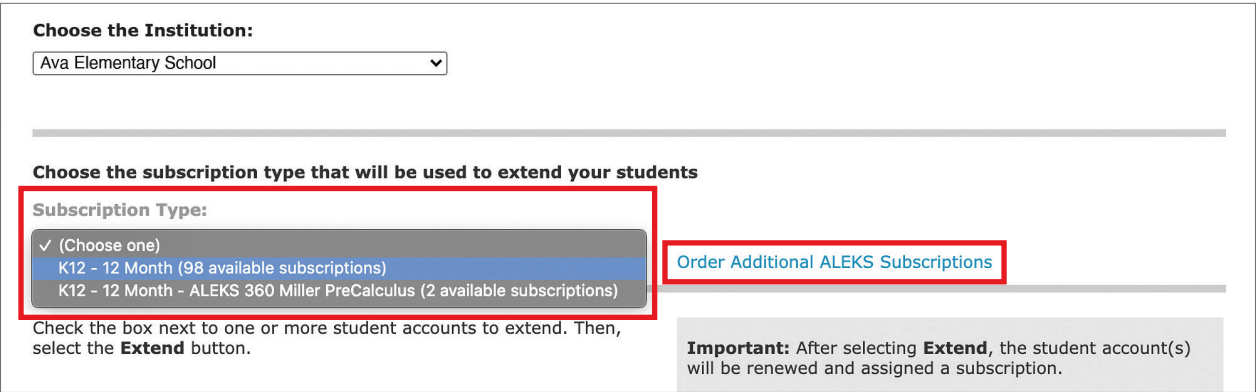 Choose the Institution:
Ava Elementary School
Choose the subscription type that will be used to extend your students
Subscription Type:
✓ (Choose one)
K12 - 12 Month (98 available subscriptions)
K12 - 12 Month - ALEKS 360 Miller PreCalculus (2 available subscriptions)
Order Additional ALEKS Subscriptions
Check the box next to one or more student accounts to extend. Then,
select the Extend button.
Important: After selecting Extend, the student account(s)
will be renewed and assigned a subscription.